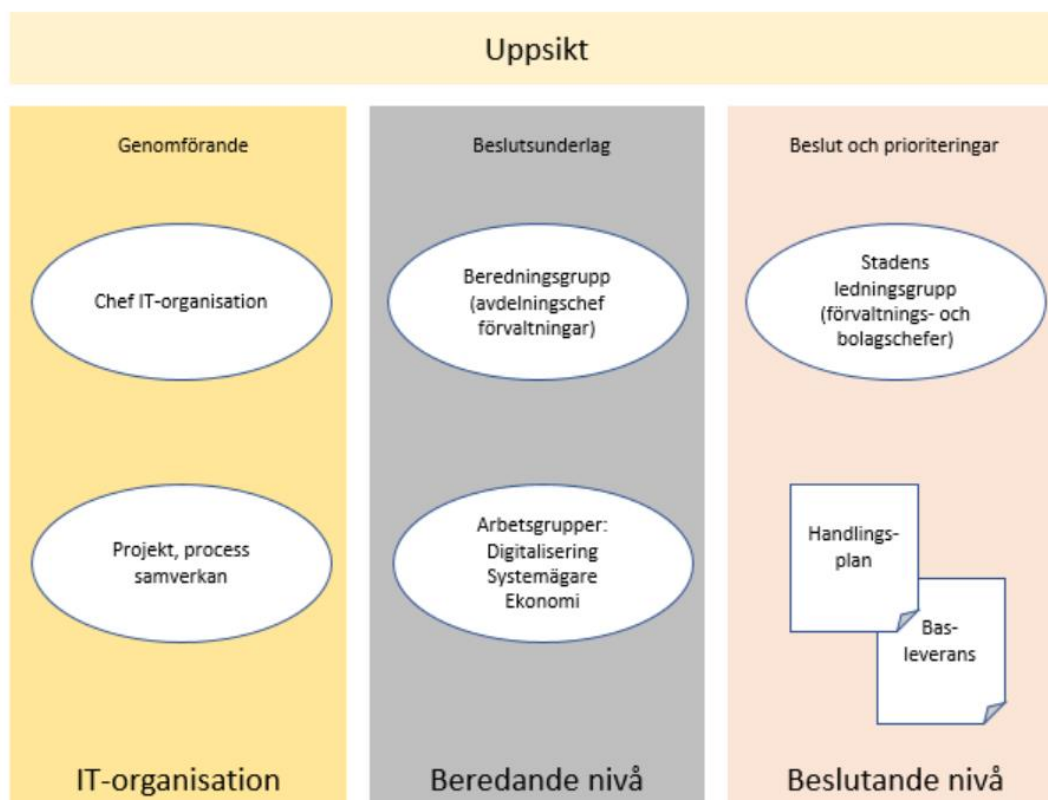 Uppsikt
Genomförande
Chef IT-organisation
Projekt, process
samverkan
IT-organisation
Beslutsunderlag
Beredningsgrupp
(avdelningschef
förvaltningar)
Arbetsgrupper:
Digitalisering
Systemägare
Ekonomi
Beredande nivå
Beslut och prioriteringar
Stadens
ledningsgrupp
(förvaltnings- och
bolagschefer)
Handlings-
plan
Bas-
leverans
Beslutande nivå